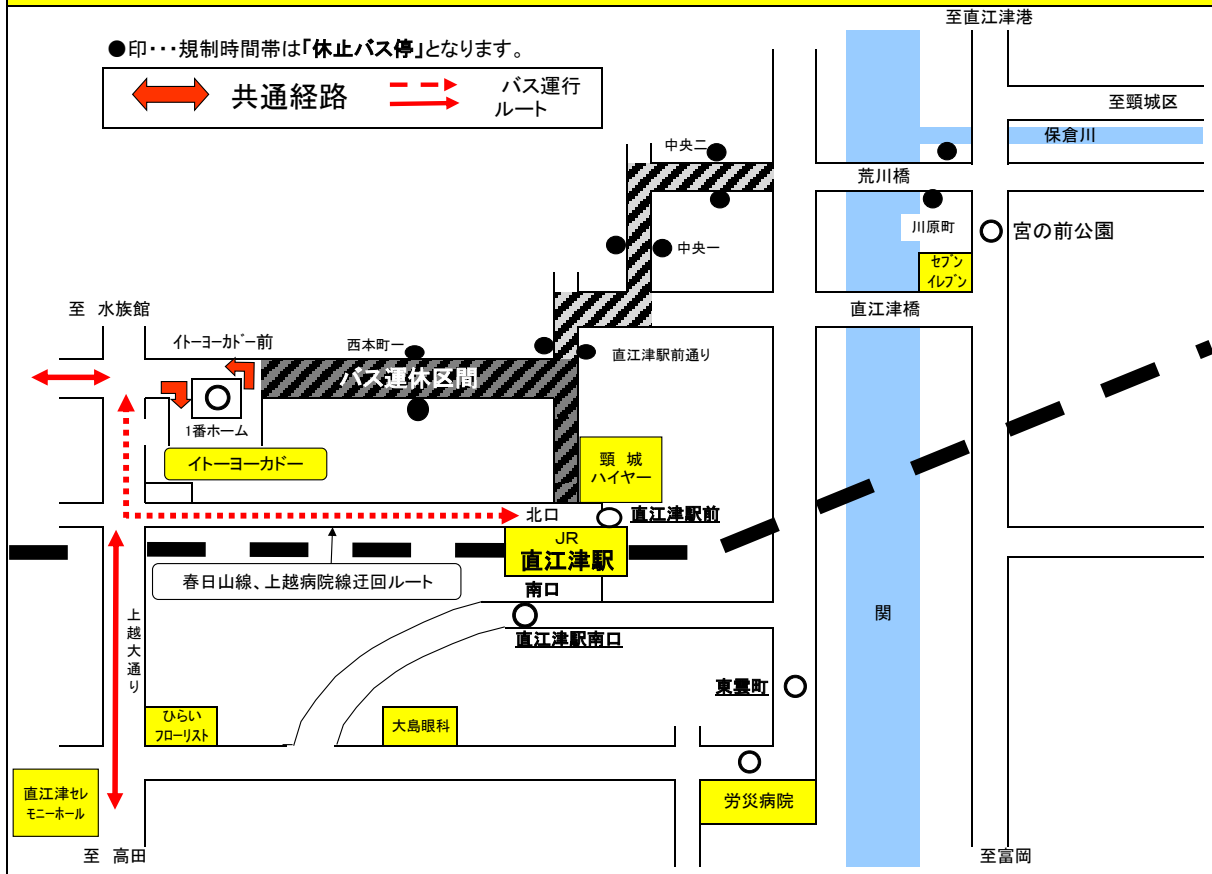 至直江津港
●印･･･規制時間帯は「休止バス停」となります。
共通経路
バス運行
ルート
至頸城区
保倉川
中央二
荒川橋
川原町
宮の前公園
中央一
セブン
イレブン
至 水族館
直江津橋
イトーヨーカドー前
西本町一
直江津駅前通り
バス運休区間
1番ホーム
イトーヨーカドー
頸 城
ハイヤー
北口
直江津駅前
JR
直江津駅
春日山線、上越病院線迂回ルート
南口
上越大通り
関
直江津駅南口
東雲町
ひらい
フローリスト
大島眼科
直江津セレ
モニーホール
労災病院
至 高田
至富岡